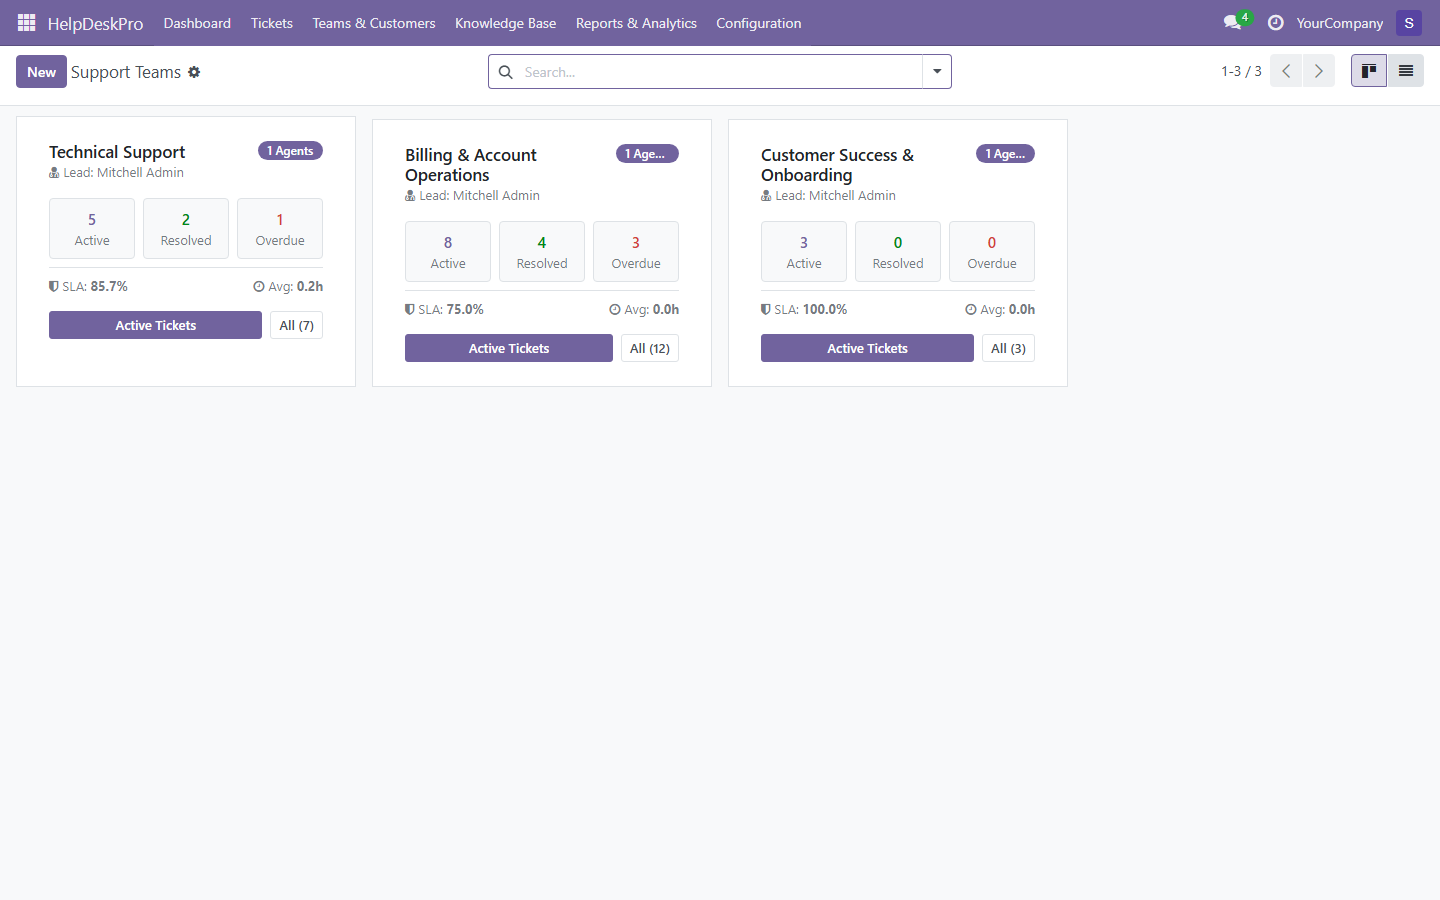 HelpDeskPro Dashboard Tickets Teams & Customers Knowledge Base Reports & Analytics Configuration 4 YourCompany S
New Support Teams Search... 1-3 / 3
Technical Support 1 Agents
Lead: Mitchell Admin
5 2 1
Active Resolved Overdue
SLA: 85.7% Avg: 0.2h
Active Tickets All (7)
Billing & Account 1 Age...
Operations
Lead: Mitchell Admin
8 4 3
Active Resolved Overdue
SLA: 75.0% Avg: 0.0h
Active Tickets All (12)
Customer Success & 1 Age...
Onboarding
Lead: Mitchell Admin
3 0 0
Active Resolved Overdue
SLA: 100.0% Avg: 0.0h
Active Tickets All (3)